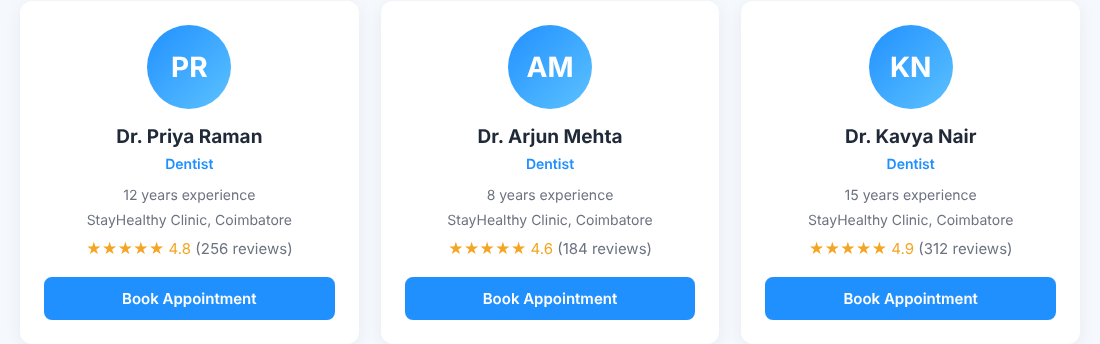 PR
Dr. Priya Raman
Dentist
12 years experience
StayHealthy Clinic, Coimbatore
★★★★★ 4.8 (256 reviews)
Book Appointment
AM
Dr. Arjun Mehta
Dentist
8 years experience
StayHealthy Clinic, Coimbatore
★★★★★ 4.6 (184 reviews)
Book Appointment
KN
Dr. Kavya Nair
Dentist
15 years experience
StayHealthy Clinic, Coimbatore
★★★★★ 4.9 (312 reviews)
Book Appointment